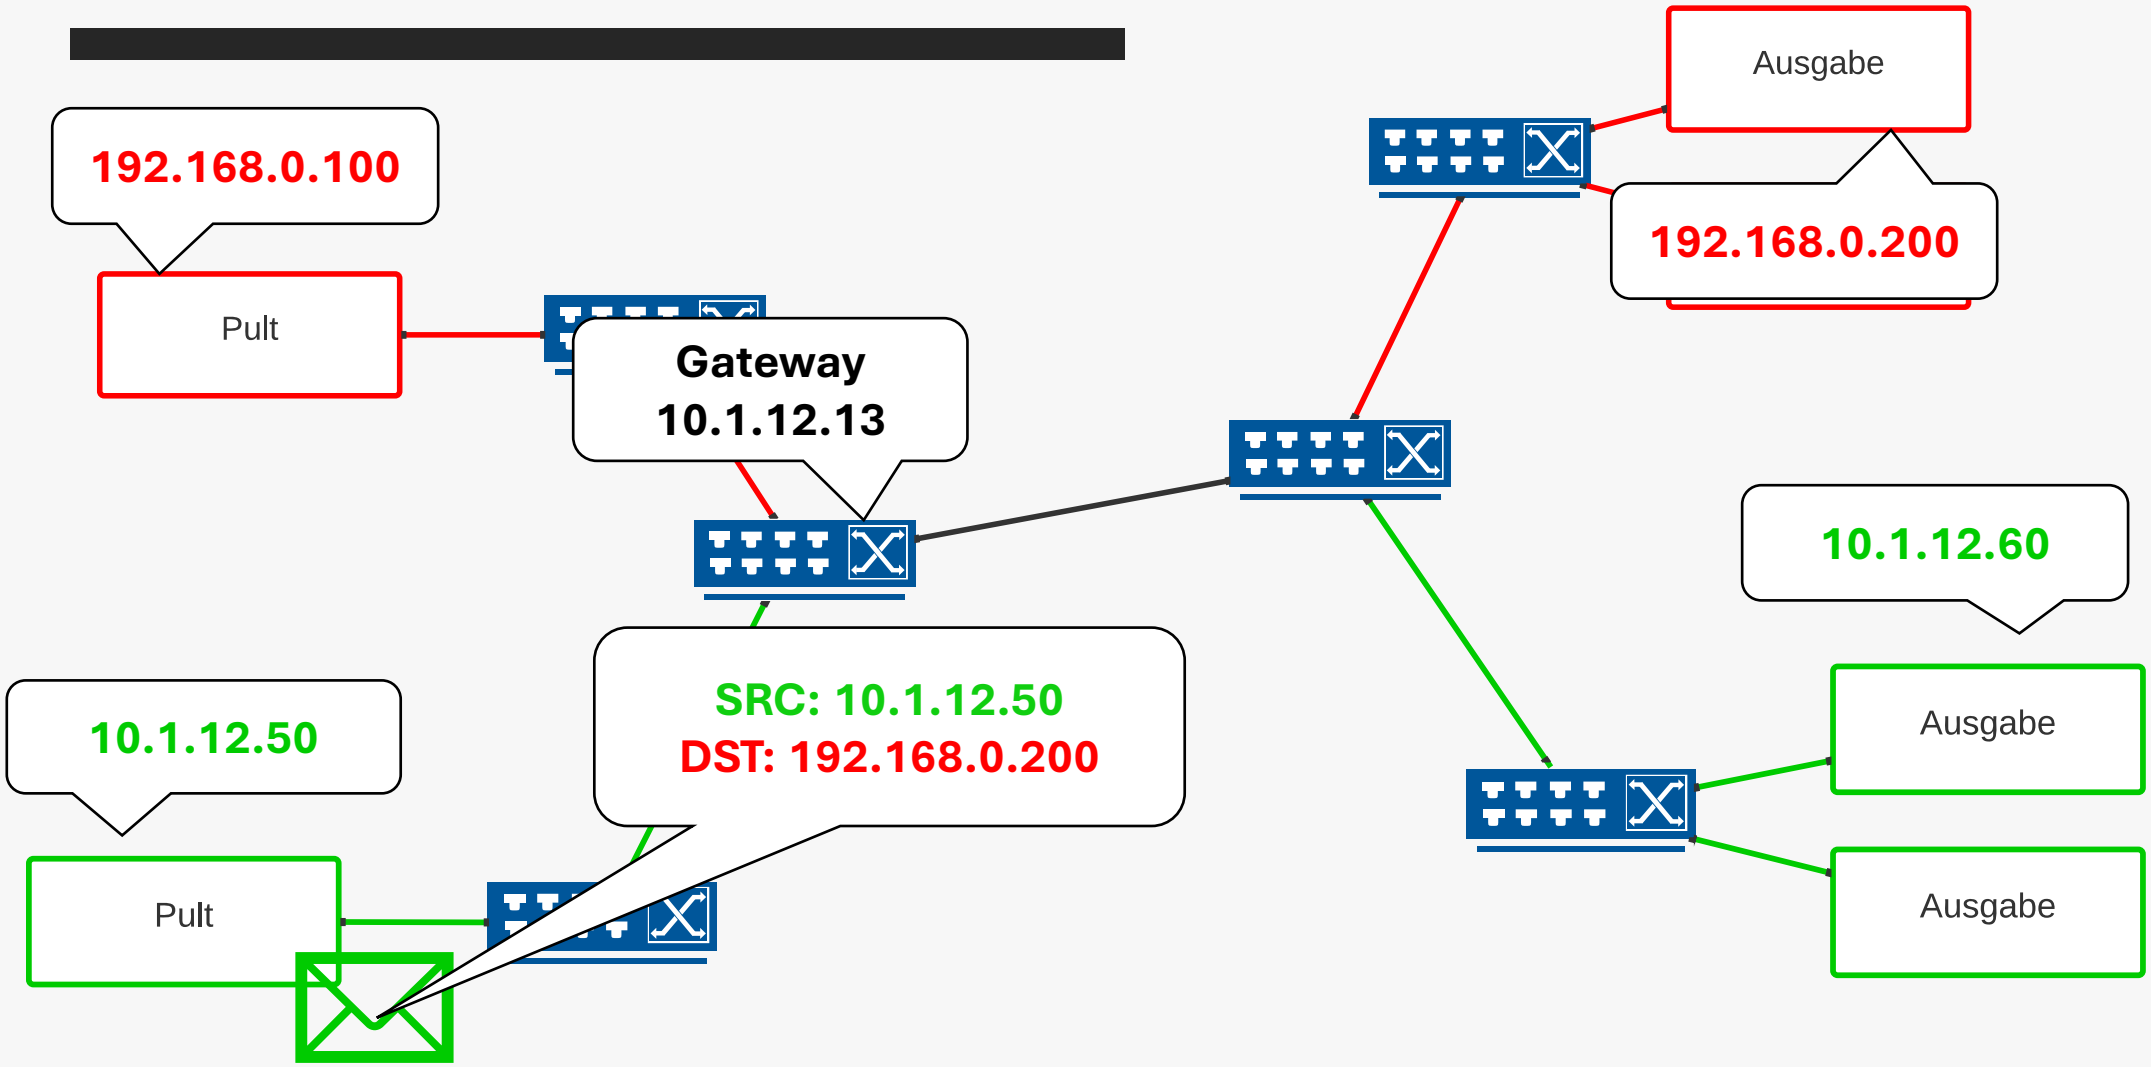 Ausgabe
192.168.0.100
192.168.0.200
Pult
Gateway
10.1.12.13
10.1.12.60
SRC: 10.1.12.50
DST: 192.168.0.200
10.1.12.50
Ausgabe
Pult
Ausgabe